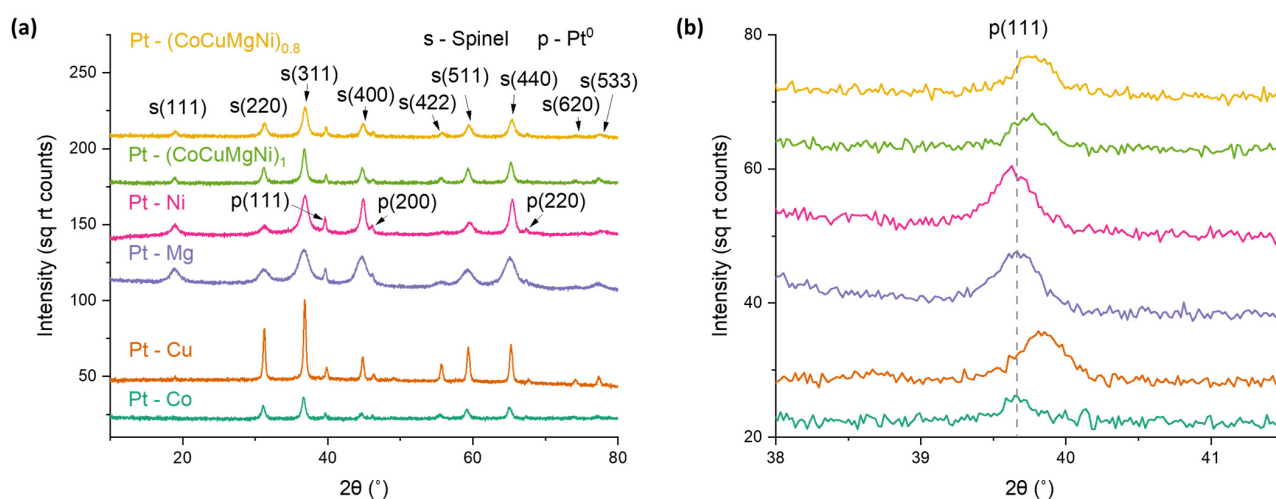 (a)
Pt - (CoCuMgNi)0.8
s - Spinel p - Pt0
s(111) s(220) s(311) s(400) s(422) s(511) s(440) s(620) s(533)
Pt - (CoCuMgNi)1
Pt - Ni
p(111) p(200) p(220)
Pt - Mg
Pt - Cu
Pt - Co
250
200
150
100
50
Intensity (sq rt counts)
20 40 60 80
2θ (°)
(b)
p(111)
80
60
40
20
Intensity (sq rt counts)
38 39 40 41
2θ (°)